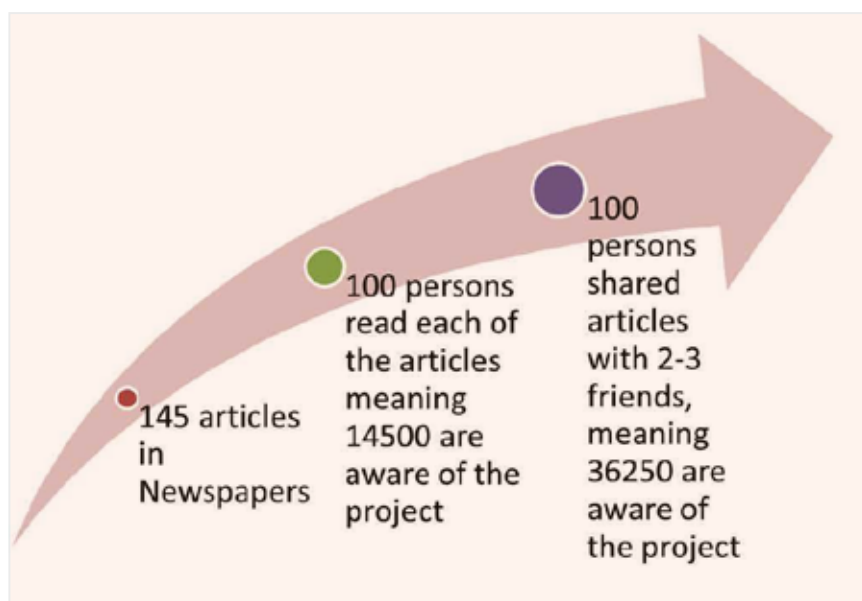 145 articles
in
Newspapers
100 persons
read each of
the articles
meaning
14500 are
aware of the
project
100
persons
shared
articles
with 2-3
friends,
meaning
36250 are
aware of
the project